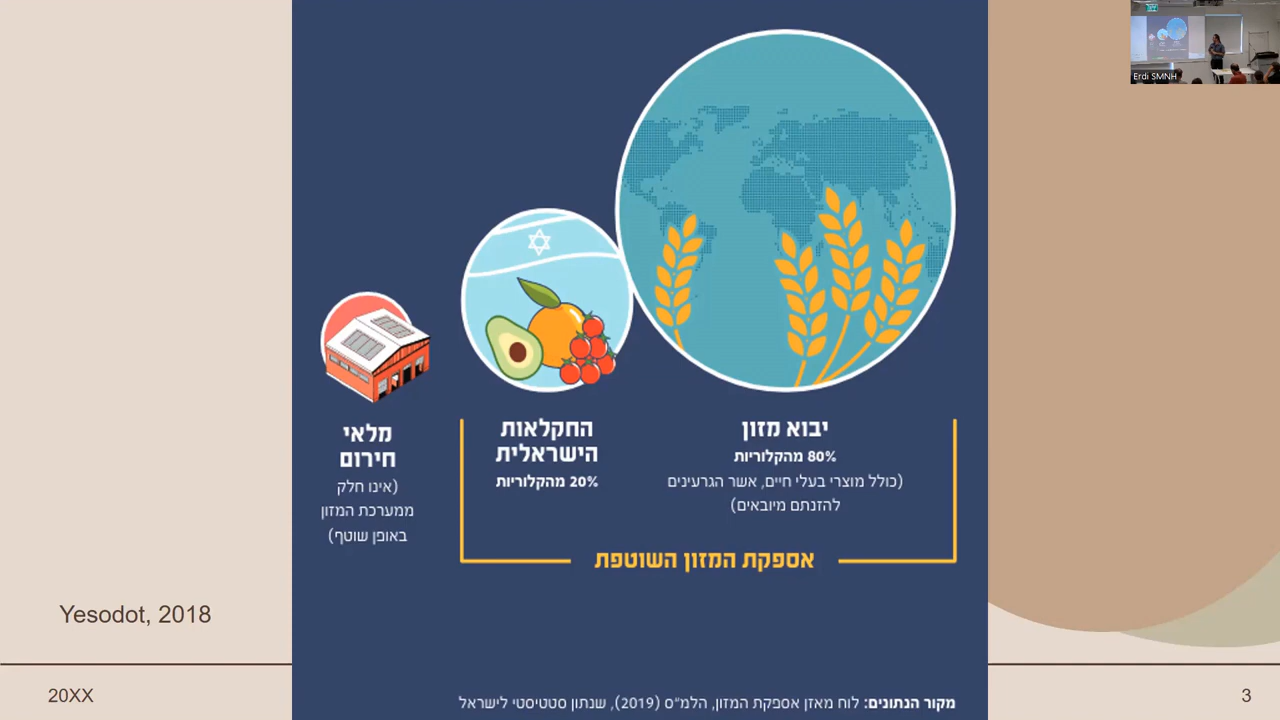 יבוא מזון
80% מהקלוריות
(כולל מוצרי בעלי חיים, אשר הגרעינים
להזנתם מיובאים)
החקלאות
הישראלית
20% מהקלוריות
מלאי
חירום
(אינו חלק
ממערכת המזון
באופן שוטף)
אספקת המזון השוטפת
מקור הנתונים: לוח מאזן אספקת המזון, הלמ"ס (2019), שנתון סטטיסטי לישראל
Yesodot, 2018
20XX
3
Erdi SMNH